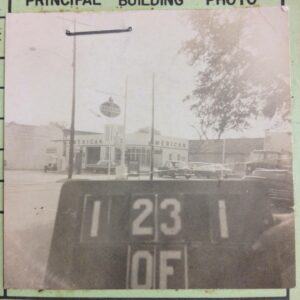 PRINCIPAL BUILDING PHOTO
AMERICAN
AMERICAN
1 23 1
OF